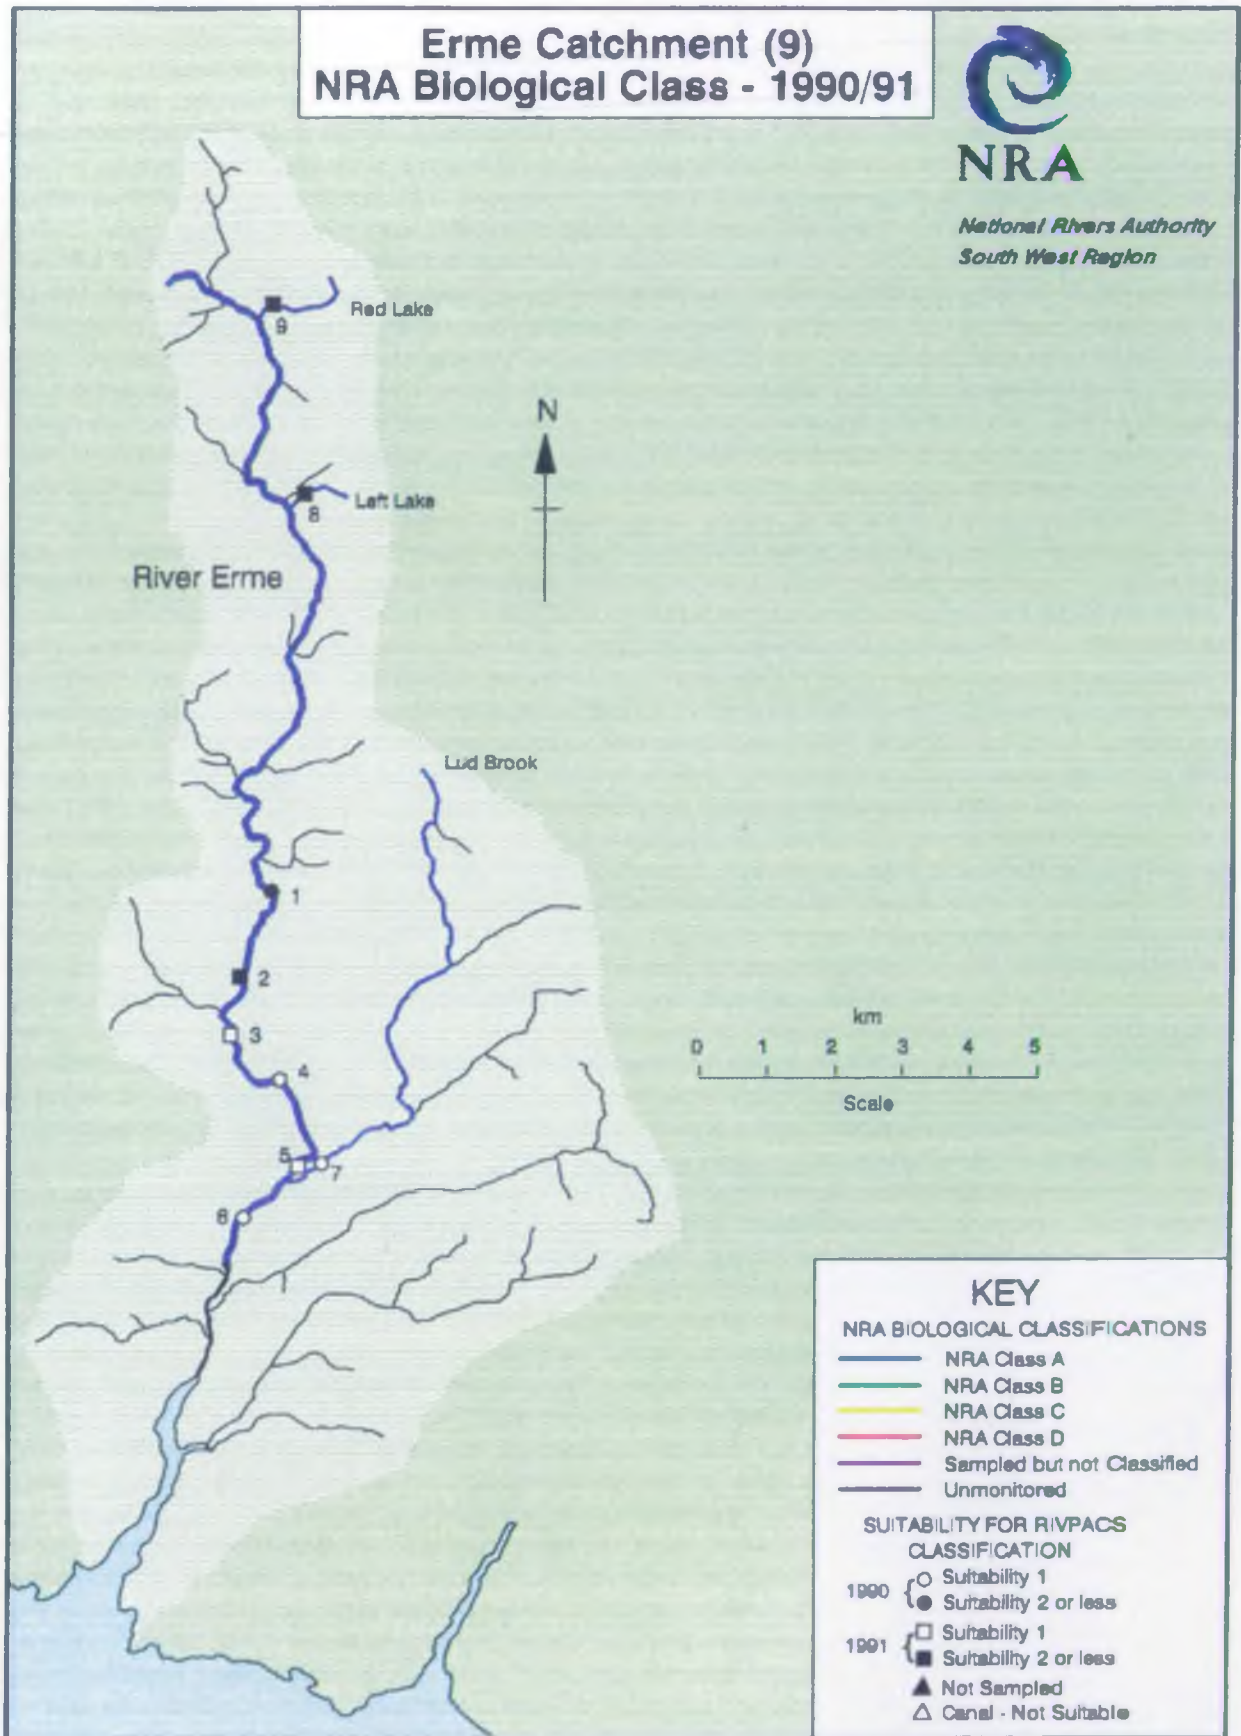 Erme Catchment (9)
NRA Biological Class - 1990/91
NRA
National Rivers Authority
South West Region
Red Lake
9
N
8
Left Lake
River Erme
Lud Brook
1
2
3
4
5
7
6
km
0 1 2 3 4 5
Scale
KEY
NRA BIOLOGICAL CLASSIFICATIONS
NRA Class A
NRA Class B
NRA Class C
NRA Class D
Sampled but not Classified
Unmonitored
SUITABILITY FOR RIVPACS
CLASSIFICATION
1990
Suitability 1
Suitability 2 or less
1991
Suitability 1
Suitability 2 or less
Not Sampled
Canal - Not Suitable